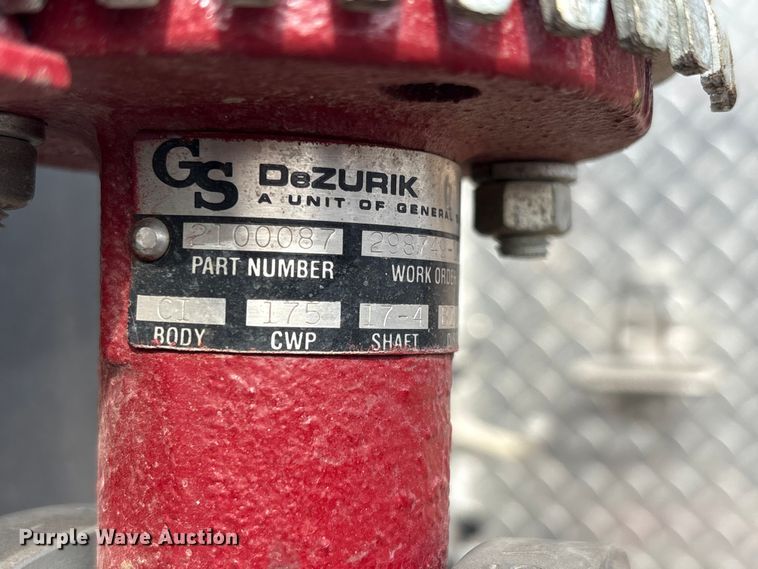 GS DeZURIK
A UNIT OF GENERAL
2100087
PART NUMBER WORK ORDER
CI 175 17-4
BODY CWP SHAFT
Purple Wave Auction